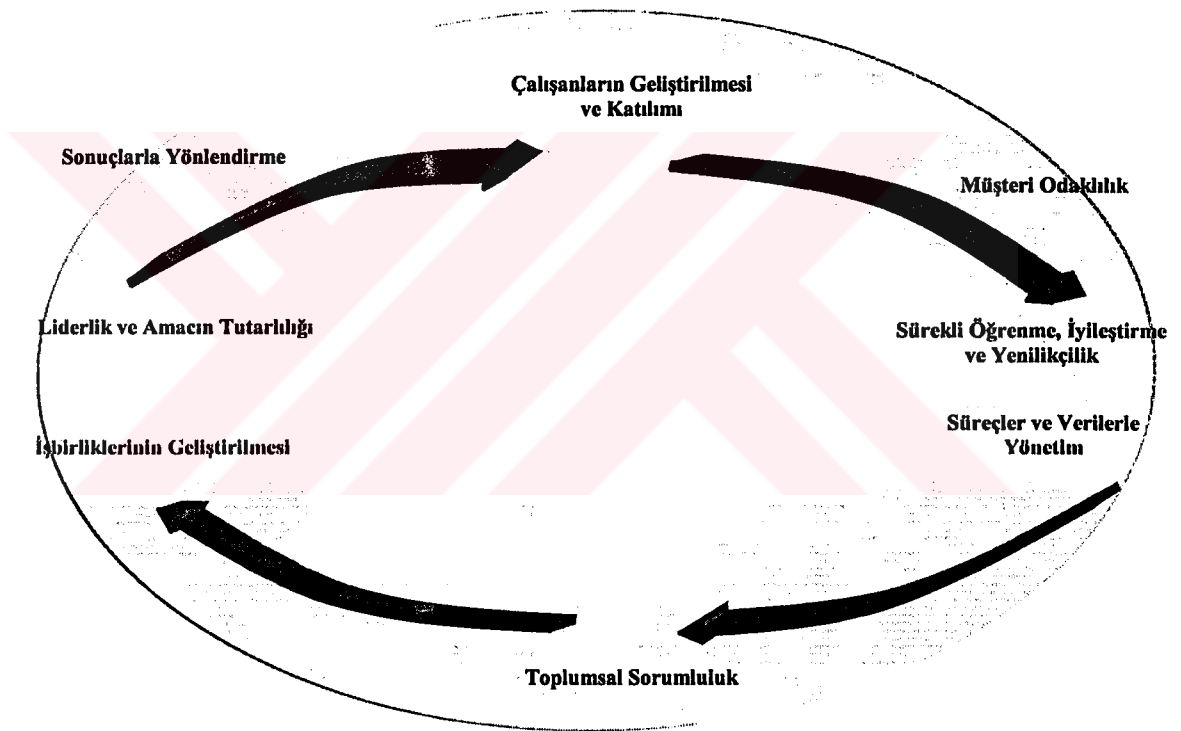 Çalışanların Geliştirilmesi
ve Katılımı
Sonuçlarla Yönlendirme
Müşteri Odaklılık
Liderlik ve Amacın Tutarlılığı
Sürekli Öğrenme, İyileştirme
ve Yenilikçilik
Süreçler ve Verilerle
Yönetim
İşbirliklerinin Geliştirilmesi
Toplumsal Sorumluluk